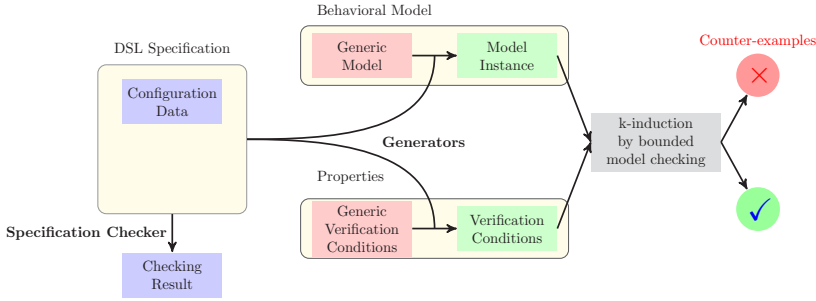 Behavioral Model
DSL Specification
Generic
Model
Model
Instance
Counter-examples
Configuration
Data
k-induction
by bounded
model checking
Generators
Properties
Generic
Verification
Conditions
Verification
Conditions
Specification Checker
Checking
Result